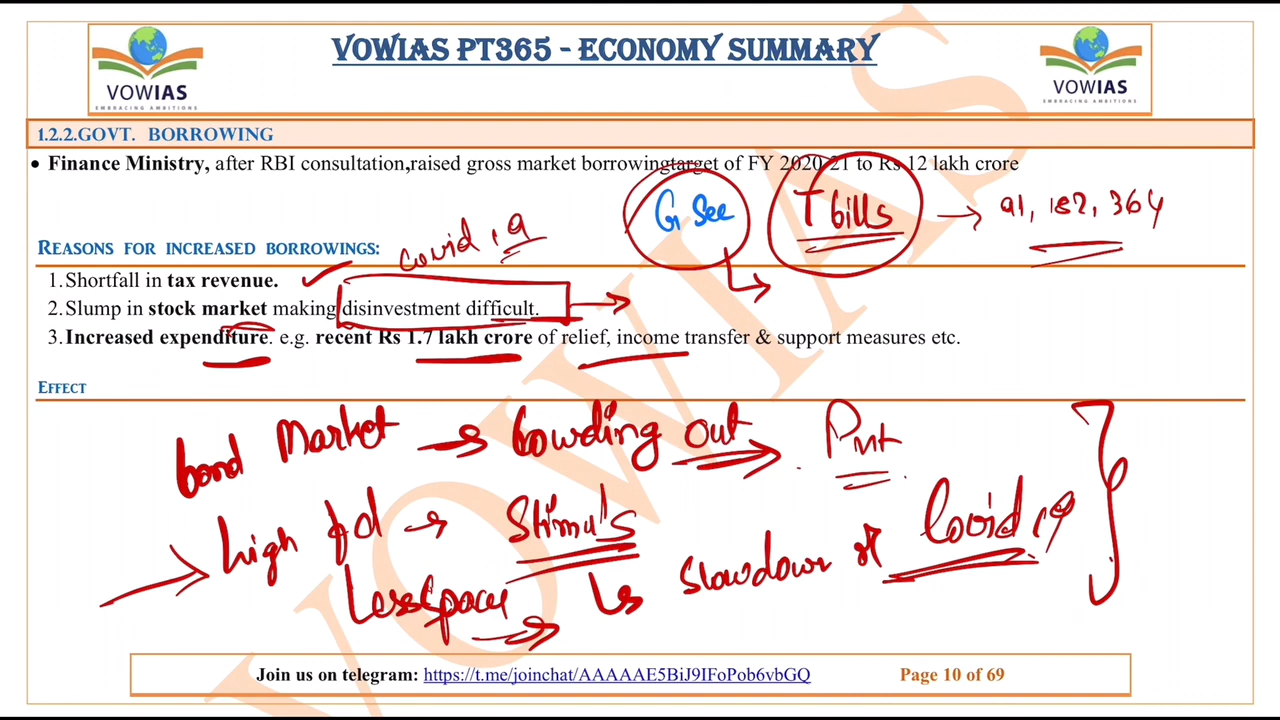 VOWIAS PT365 - ECONOMY SUMMARY
VOWIAS
EMBRACING AMBITIONS
VOWIAS
EMBRACING AMBITIONS
1.2.2.GOVT. BORROWING
• Finance Ministry, after RBI consultation,raised gross market borrowingtarget of FY 2020-21 to Rs 12 lakh crore
G Sec
T bills → 91, 182, 364
covid 19
REASONS FOR INCREASED BORROWINGS:
1. Shortfall in tax revenue.
2. Slump in stock market making disinvestment difficult.
3. Increased expenditure. e.g. recent Rs 1.7 lakh crore of relief, income transfer & support measures etc.
EFFECT
bond Market → Crowding out → Pvt
high fd → Stimulus
Less space → Slowdown of Covid 19
VOWIAS
Join us on telegram: https://t.me/joinchat/AAAAAE5BiJ9IFoPob6vbGQ
Page 10 of 69